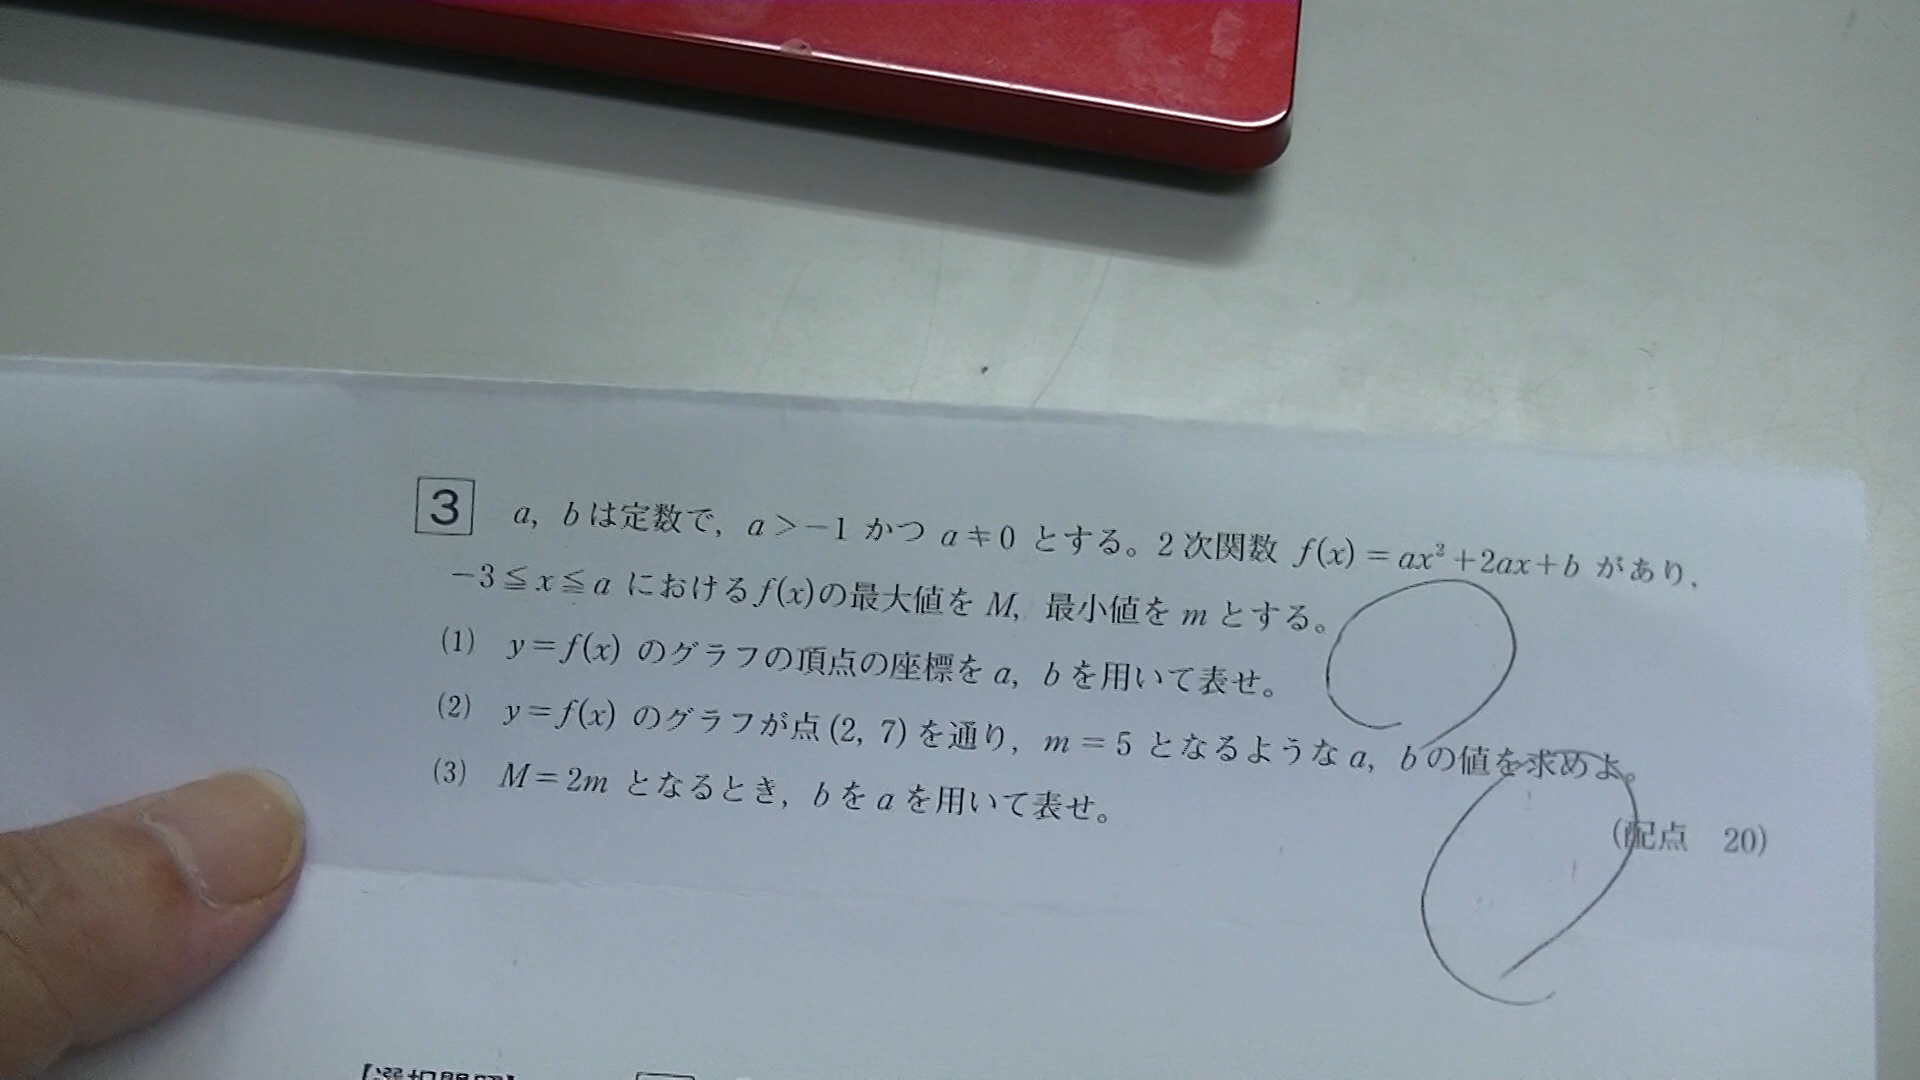 3 a, bは定数で, a>-1 かつ a≠0 とする。2次関数 f(x)=ax²+2ax+b があり,
-3≦x≦a におけるf(x)の最大値を M, 最小値を m とする。
(1) y=f(x) のグラフの頂点の座標を a, b を用いて表せ。
(2) y=f(x) のグラフが点(2, 7)を通り, m=5 となるような a, b の値を求めよ。
(3) M=2m となるとき, b を a を用いて表せ。
(配点 20)